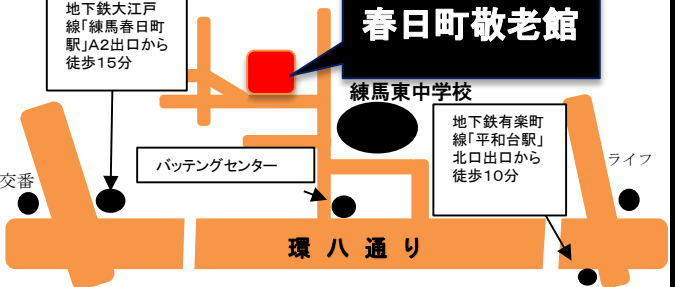 地下鉄大江戸
線「練馬春日町
駅」A2出口から
徒歩15分
春日町敬老館
練馬東中学校
地下鉄有楽町
線「平和台駅」
北口出口から
徒歩10分
バッテングセンター
ライフ
交番
環八通り